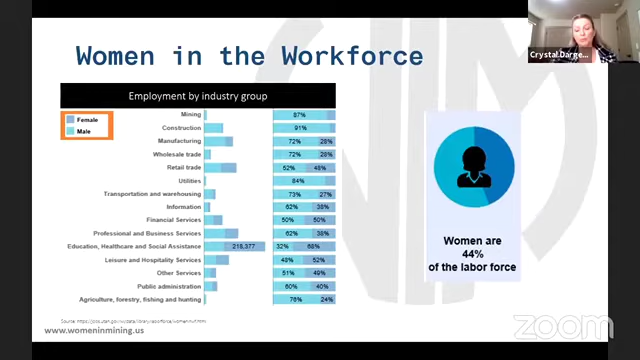 Women in the Workforce
Crystal Darge...
Employment by industry group
Female
Male
Mining 87%
Construction 91%
Manufacturing 72% 28%
Wholesale trade 72% 28%
Retail trade 52% 48%
Utilities 84%
Transportation and warehousing 73% 27%
Information 62% 38%
Financial Services 50% 50%
Professional and Business Services 62% 38%
Education, Healthcare and Social Assistance 218,377 32% 68%
Leisure and Hospitality Services 48% 52%
Other Services 51% 49%
Public administration 60% 40%
Agriculture, forestry, fishing and hunting 76% 24%
Women are
44%
of the labor force
www.womeninmining.us
zoom